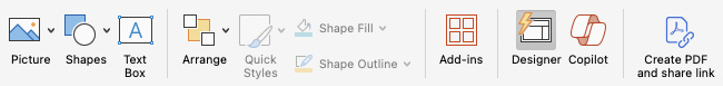 Picture
Shapes
A
Text
Box
Arrange
Quick
Styles
Shape Fill
Shape Outline
Add-ins
Designer
Copilot
Create PDF
and share link